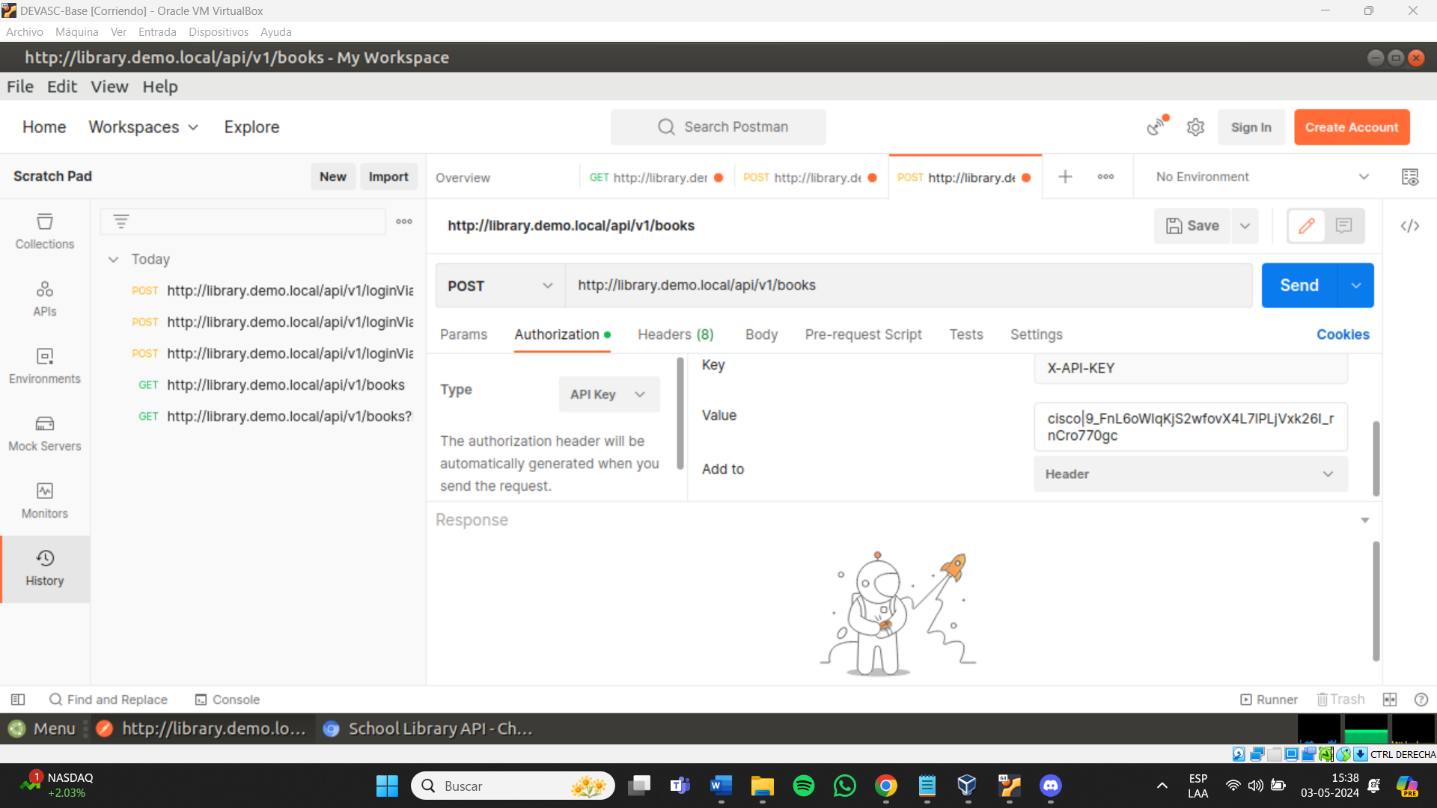 DEVASC-Base [Corriendo] - Oracle VM VirtualBox
Archivo Máquina Ver Entrada Dispositivos Ayuda
http://library.demo.local/api/v1/books - My Workspace
File Edit View Help
Home Workspaces Explore
Search Postman
Sign In
Create Account
Scratch Pad
New
Import
Overview
GET http://library.der
POST http://library.de
POST http://library.de
No Environment
Collections
APIs
Environments
Mock Servers
Monitors
History
Today
POST http://library.demo.local/api/v1/loginVia
POST http://library.demo.local/api/v1/loginVia
POST http://library.demo.local/api/v1/loginVia
GET http://library.demo.local/api/v1/books
GET http://library.demo.local/api/v1/books?
http://library.demo.local/api/v1/books
Save
POST http://library.demo.local/api/v1/books
Send
Params Authorization Headers (8) Body Pre-request Script Tests Settings Cookies
Type
API Key
The authorization header will be
automatically generated when you
send the request.
Key
X-API-KEY
Value
cisco|9_FnL6oWlqKjS2wfovX4L7lPLjVxk26I_r
nCro770gc
Add to
Header
Response
Find and Replace Console
Runner Trash
Menu http://library.demo.lo... School Library API - Ch...
CTRL DERECHA
1
NASDAQ
+2.03%
Buscar
ESP
LAA
15:38
03-05-2024
PRE